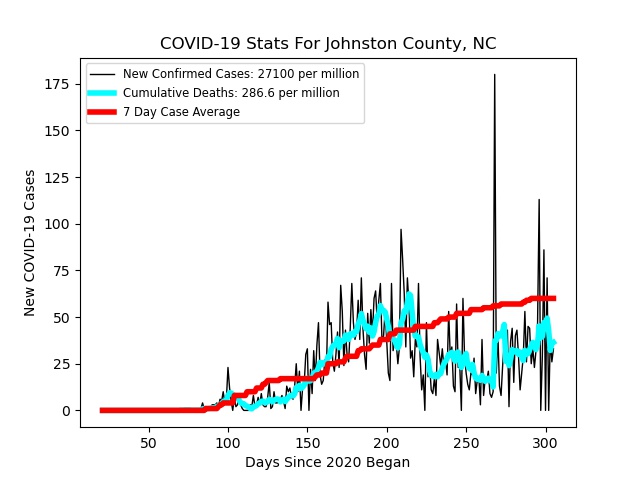 COVID-19 Stats For Johnston County, NC
New Confirmed Cases: 27100 per million
Cumulative Deaths: 286.6 per million
7 Day Case Average
175
150
125
100
75
50
25
0
New COVID-19 Cases
50 100 150 200 250 300
Days Since 2020 Began